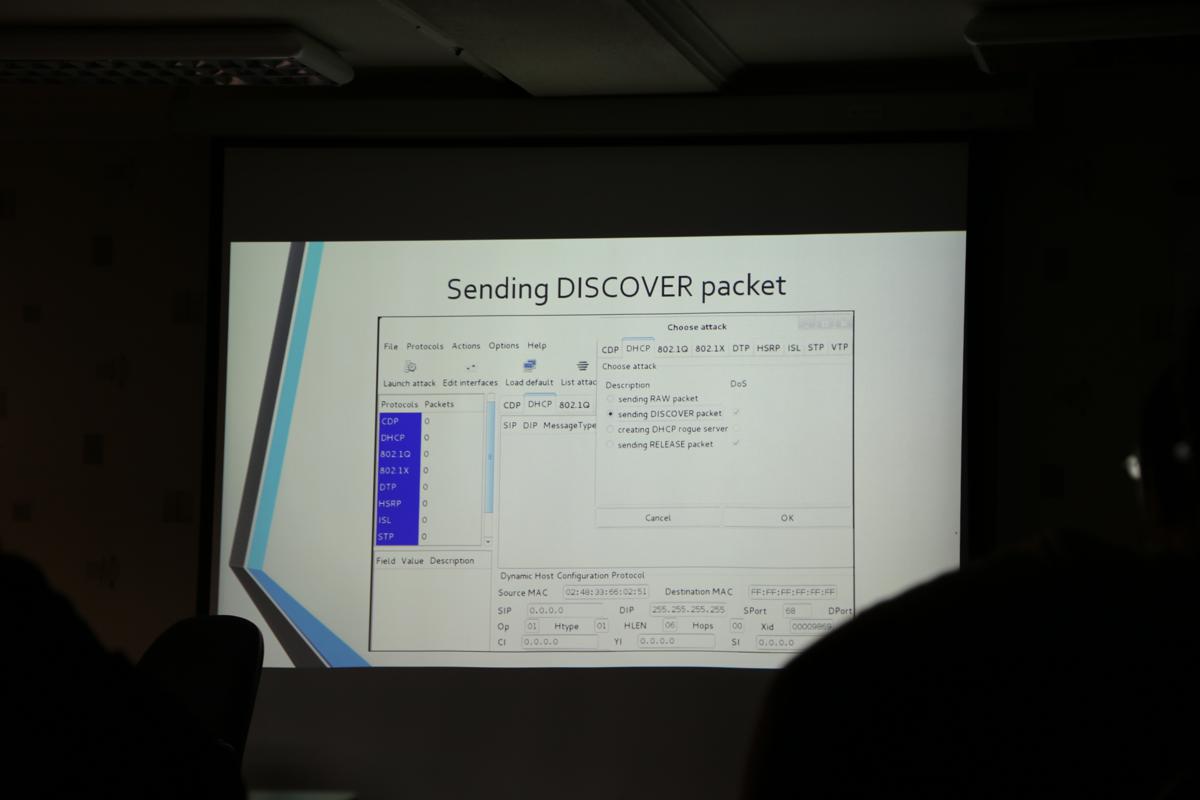 Sending DISCOVER packet
Choose attack
File Protocols Actions Options Help
CDP DHCP 802.1Q 802.1X DTP HSRP ISL STP VTP
Choose attack
Launch attack Edit interfaces Load default List attac
Description DoS
sending RAW packet
sending DISCOVER packet
creating DHCP rogue server
sending RELEASE packet
Cancel OK
Protocols Packets
CDP 0
DHCP 0
802.1Q 0
802.1X 0
DTP 0
HSRP 0
ISL 0
STP 0
CDP DHCP 802.1Q
SIP DIP MessageType
Field Value Description
Dynamic Host Configuration Protocol
Source MAC 02:48:33:66:02:51 Destination MAC FF:FF:FF:FF:FF:FF
SIP 0.0.0.0 DIP 255.255.255.255 SPort 68 DPort
Op 01 Htype 01 HLEN 06 Hops 00 Xid 00009869
CI 0.0.0.0 YI 0.0.0.0 SI 0.0.0.0